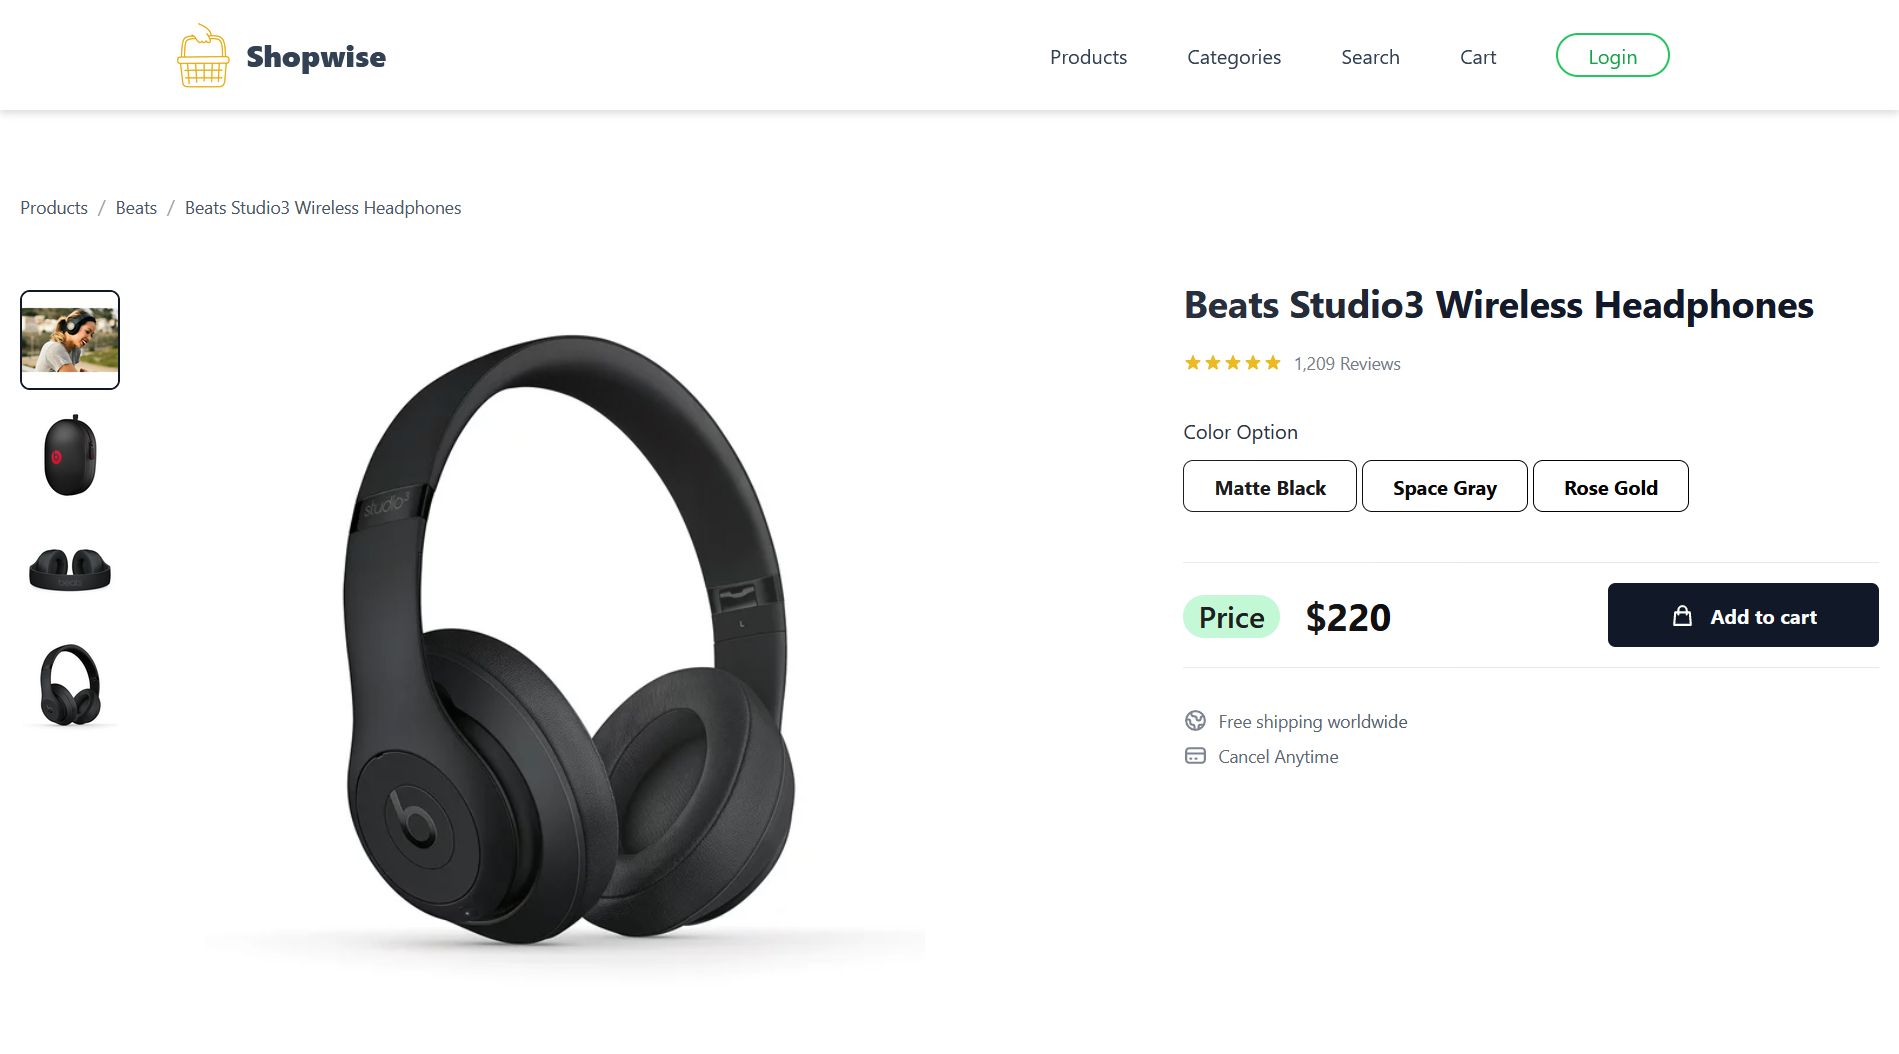 Shopwise
Products Categories Search Cart Login
Products / Beats / Beats Studio3 Wireless Headphones
Beats Studio3 Wireless Headphones
1,209 Reviews
Color Option
Matte Black Space Gray Rose Gold
Price $220 Add to cart
Free shipping worldwide
Cancel Anytime
studio3
L
b
beats